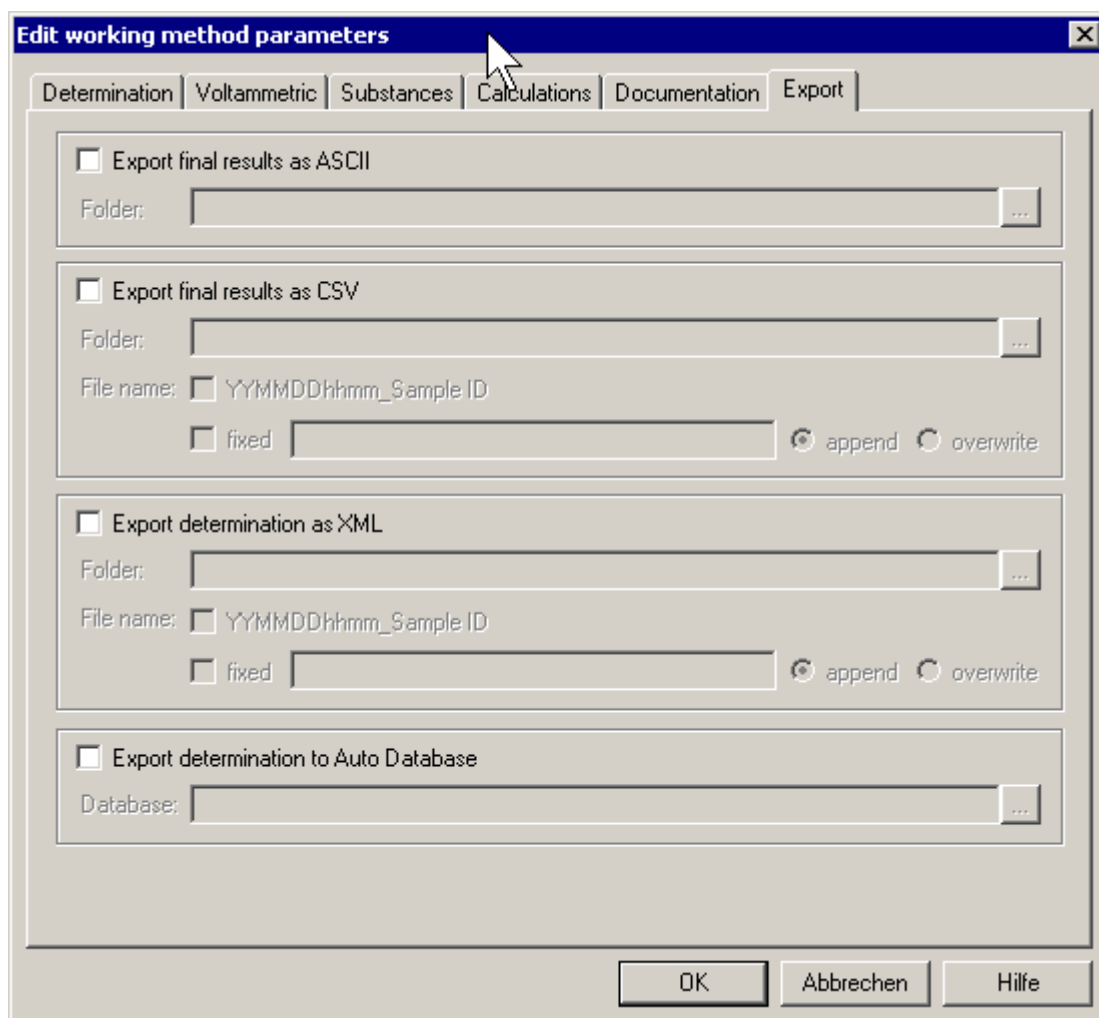 Edit working method parameters
Determination Voltammetric Substances Calculations Documentation Export
Export final results as ASCII
Folder: ...
Export final results as CSV
Folder: ...
File name: YYMMDDhhmm_Sample ID
fixed append overwrite
Export determination as XML
Folder: ...
File name: YYMMDDhhmm_Sample ID
fixed append overwrite
Export determination to Auto Database
Database: ...
OK Abbrechen Hilfe